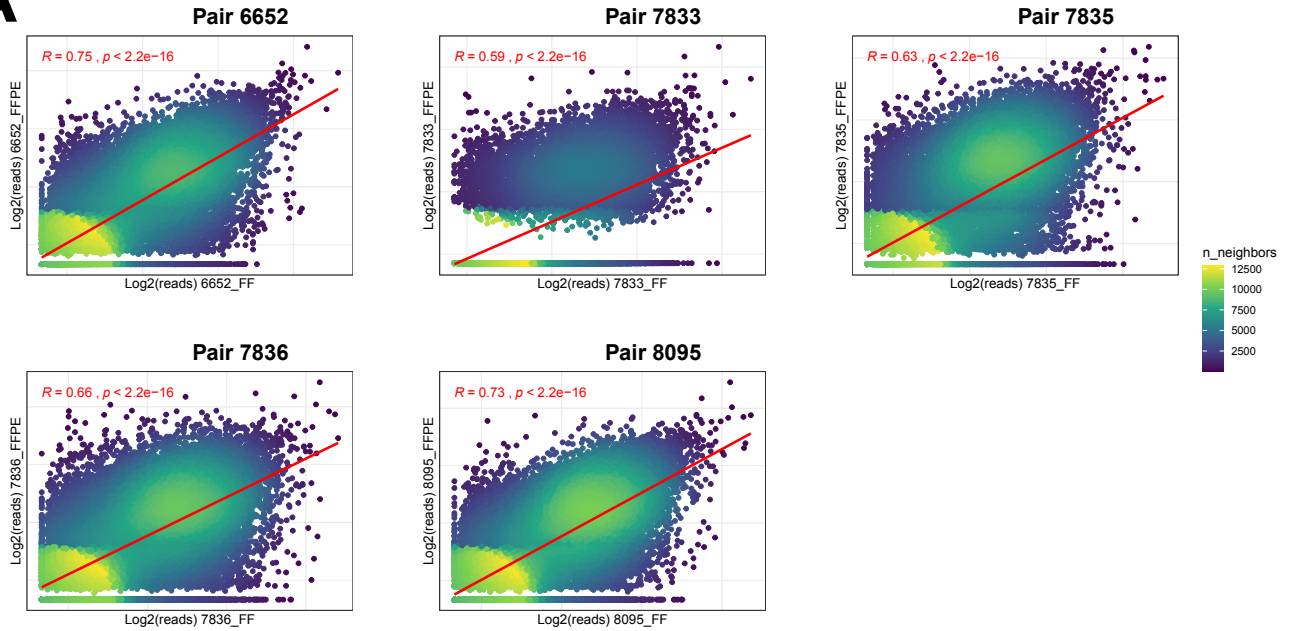 A
Pair 6652
R = 0.75 , p < 2.2e−16
Log2(reads) 6652_FFPE
Log2(reads) 6652_FF
Pair 7833
R = 0.59 , p < 2.2e−16
Log2(reads) 7833_FFPE
Log2(reads) 7833_FF
Pair 7835
R = 0.63 , p < 2.2e−16
Log2(reads) 7835_FFPE
Log2(reads) 7835_FF
n_neighbors
12500
10000
7500
5000
2500
Pair 7836
R = 0.66 , p < 2.2e−16
Log2(reads) 7836_FFPE
Log2(reads) 7836_FF
Pair 8095
R = 0.73 , p < 2.2e−16
Log2(reads) 8095_FFPE
Log2(reads) 8095_FF